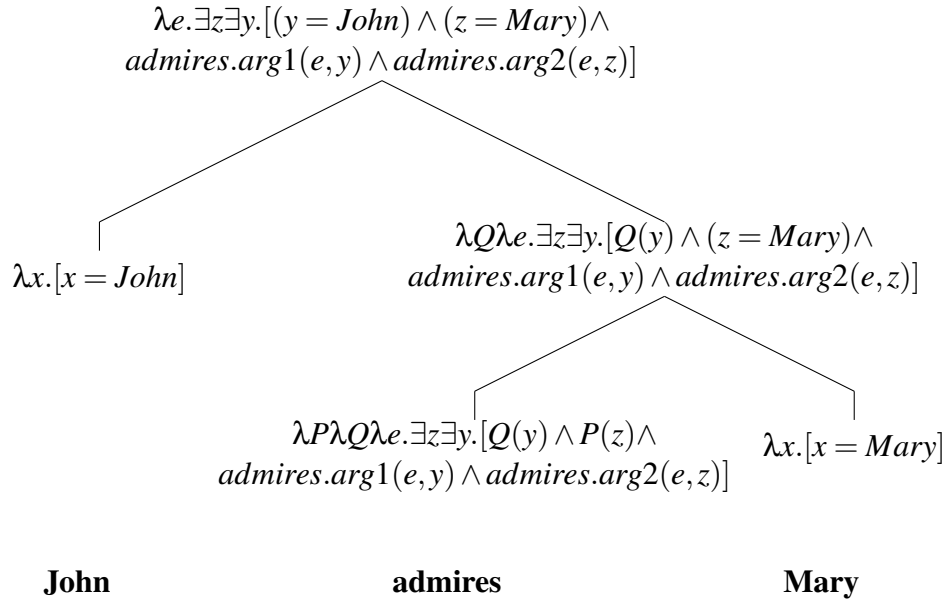 λe.∃z∃y.[(y = John) ∧ (z = Mary)∧
admires.arg1(e,y) ∧ admires.arg2(e,z)]
λx.[x = John]
λQλe.∃z∃y.[Q(y) ∧ (z = Mary)∧
admires.arg1(e,y) ∧ admires.arg2(e,z)]
λPλQλe.∃z∃y.[Q(y) ∧ P(z)∧
admires.arg1(e,y) ∧ admires.arg2(e,z)]
λx.[x = Mary]
John admires Mary